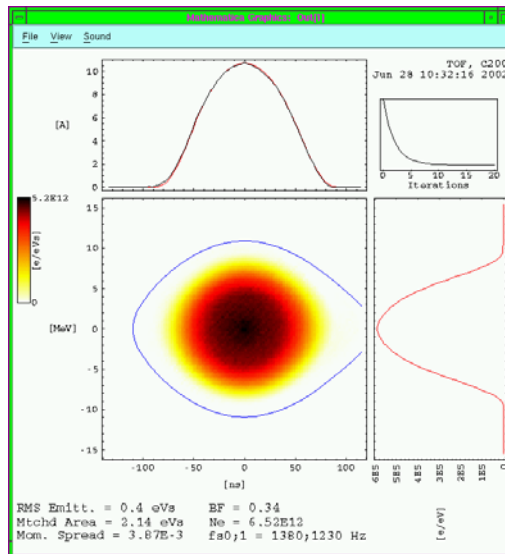 Mathematica Graphics: Out[1]
File View Sound
TOF, C200
Jun 28 10:32:16 2002
10
8
6
4
2
0
[A]
0 5 10 15 20
Iterations
5.2E12
[e/eVs]
0
15
10
5
0
-5
-10
-15
[MeV]
-100 -50 0 50 100
[ns]
6E5 5E5 4E5 3E5 2E5 1E5 0
[e/eV]
RMS Emitt. = 0.4 eVs BF = 0.34
Mtchd Area = 2.14 eVs Ne = 6.52E12
Mom. Spread = 3.87E-3 fs0;1 = 1380;1230 Hz